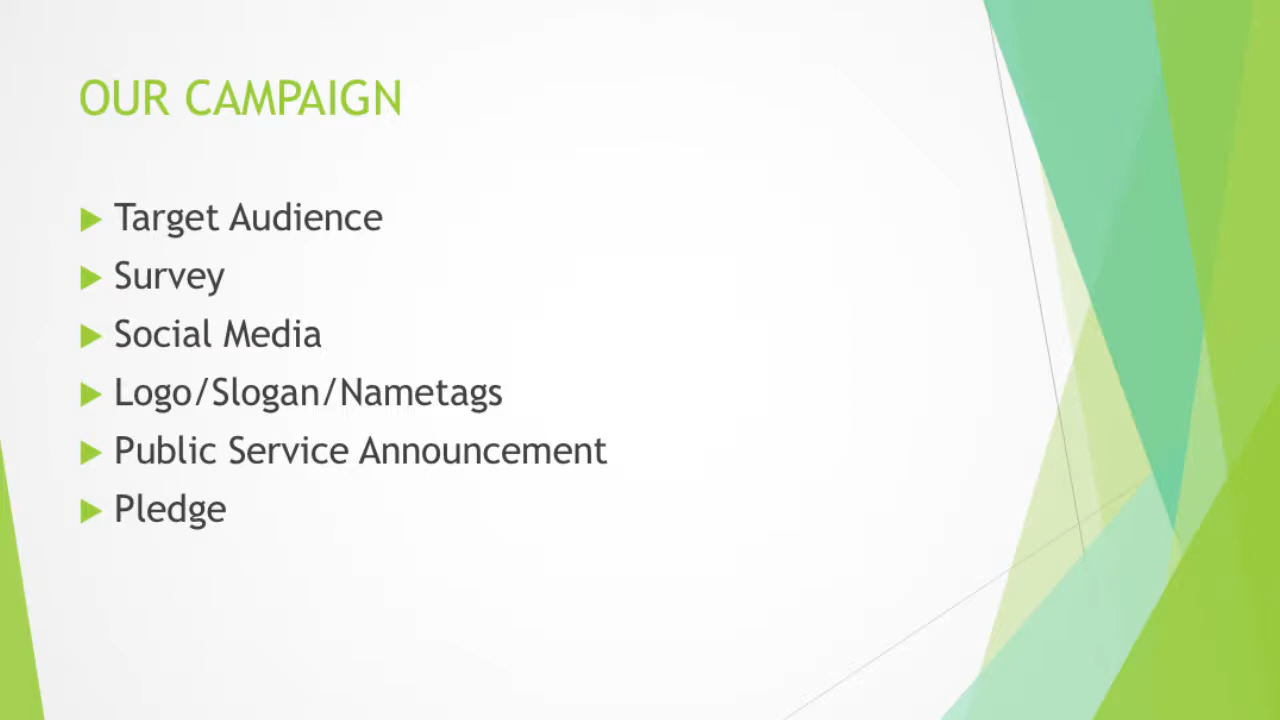 OUR CAMPAIGN
Target Audience
Survey
Social Media
Logo/Slogan/Nametags
Public Service Announcement
Pledge